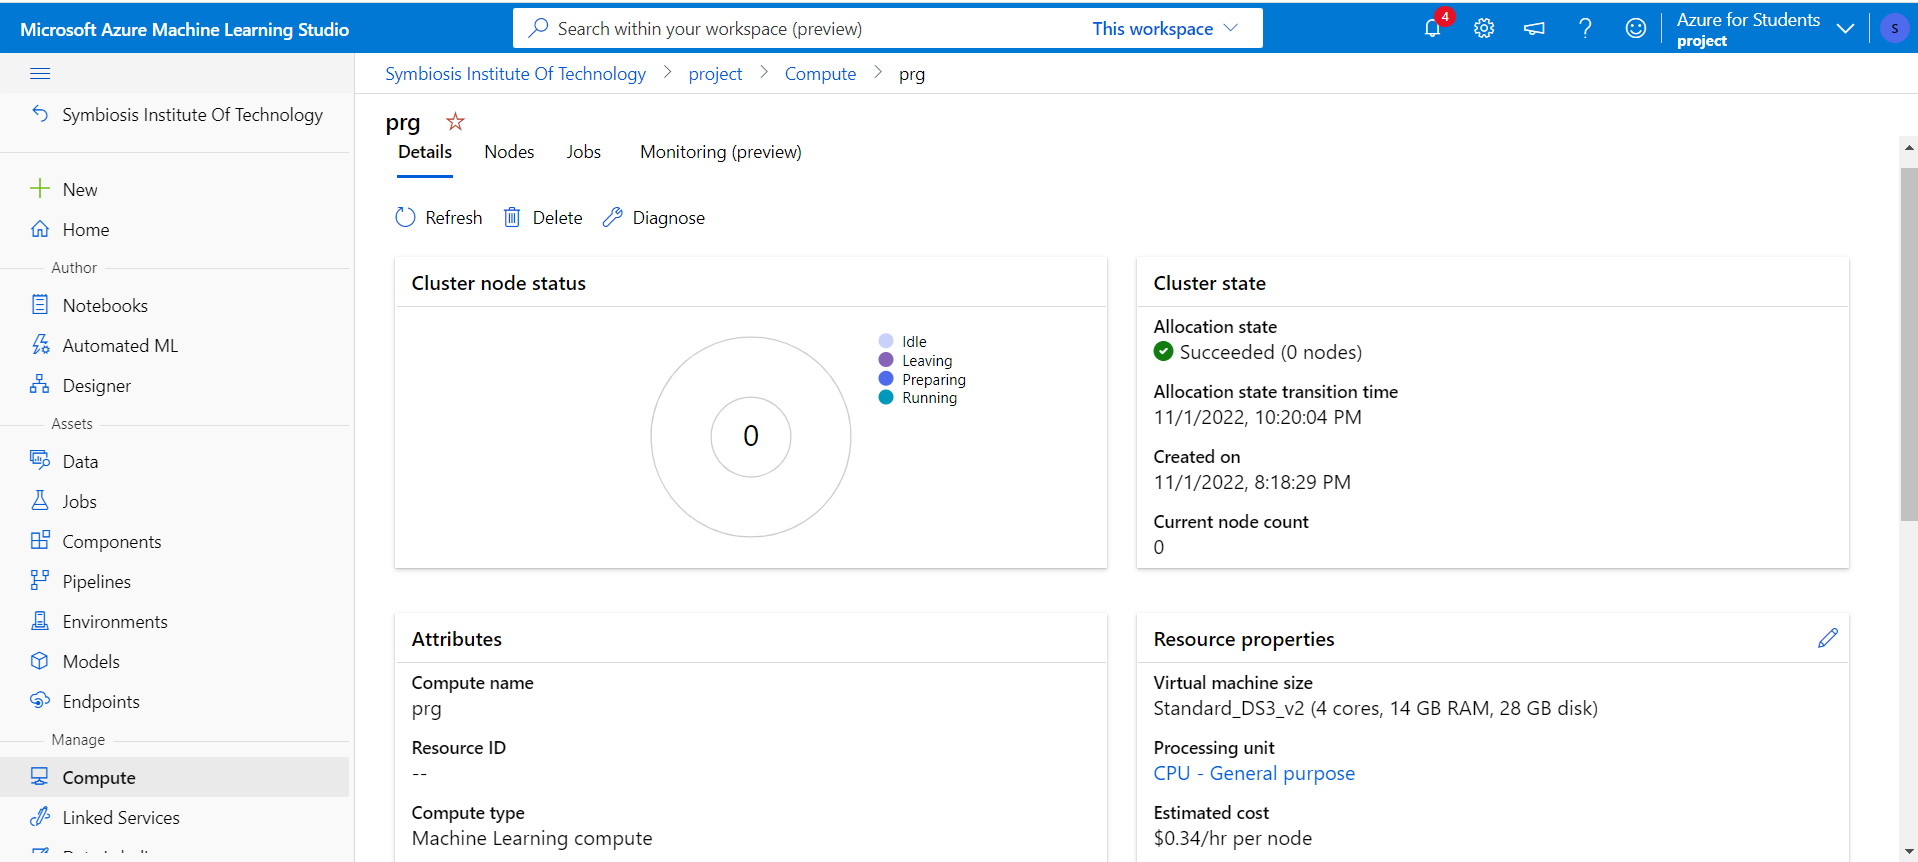 Microsoft Azure Machine Learning Studio
Search within your workspace (preview)
This workspace
4
Azure for Students
project
S
Symbiosis Institute Of Technology
New
Home
Author
Notebooks
Automated ML
Designer
Assets
Data
Jobs
Components
Pipelines
Environments
Models
Endpoints
Manage
Compute
Linked Services
Symbiosis Institute Of Technology > project > Compute > prg
prg
Details Nodes Jobs Monitoring (preview)
Refresh Delete Diagnose
Cluster node status
0
Idle
Leaving
Preparing
Running
Cluster state
Allocation state
Succeeded (0 nodes)
Allocation state transition time
11/1/2022, 10:20:04 PM
Created on
11/1/2022, 8:18:29 PM
Current node count
0
Attributes
Compute name
prg
Resource ID
--
Compute type
Machine Learning compute
Resource properties
Virtual machine size
Standard_DS3_v2 (4 cores, 14 GB RAM, 28 GB disk)
Processing unit
CPU - General purpose
Estimated cost
$0.34/hr per node